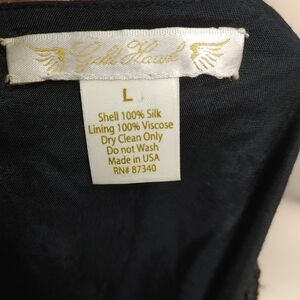 Gold Hawk
L
Shell 100% Silk
Lining 100% Viscose
Dry Clean Only
Do not Wash
Made in USA
RN# 87340